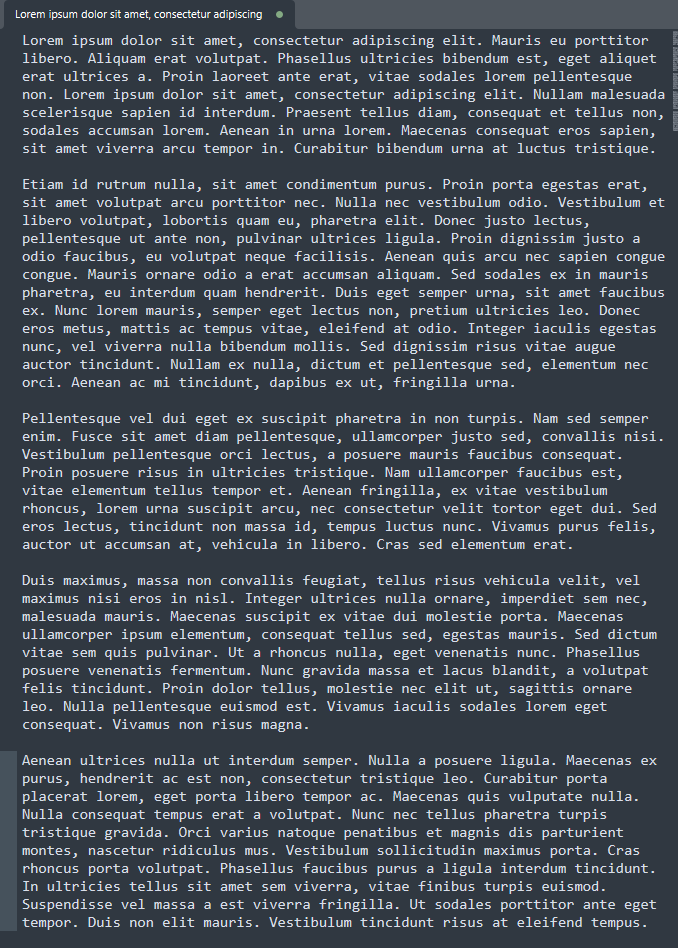 Lorem ipsum dolor sit amet, consectetur adipiscing
Lorem ipsum dolor sit amet, consectetur adipiscing elit. Mauris eu porttitor
libero. Aliquam erat volutpat. Phasellus ultricies bibendum est, eget aliquet
erat ultrices a. Proin laoreet ante erat, vitae sodales lorem pellentesque
non. Lorem ipsum dolor sit amet, consectetur adipiscing elit. Nullam malesuada
scelerisque sapien id interdum. Praesent tellus diam, consequat et tellus non,
sodales accumsan lorem. Aenean in urna lorem. Maecenas consequat eros sapien,
sit amet viverra arcu tempor in. Curabitur bibendum urna at luctus tristique.
Etiam id rutrum nulla, sit amet condimentum purus. Proin porta egestas erat,
sit amet volutpat arcu porttitor nec. Nulla nec vestibulum odio. Vestibulum et
libero volutpat, lobortis quam eu, pharetra elit. Donec justo lectus,
pellentesque ut ante non, pulvinar ultrices ligula. Proin dignissim justo a
odio faucibus, eu volutpat neque facilisis. Aenean quis arcu nec sapien congue
congue. Mauris ornare odio a erat accumsan aliquam. Sed sodales ex in mauris
pharetra, eu interdum quam hendrerit. Duis eget semper urna, sit amet faucibus
ex. Nunc lorem mauris, semper eget lectus non, pretium ultricies leo. Donec
eros metus, mattis ac tempus vitae, eleifend at odio. Integer iaculis egestas
nunc, vel viverra nulla bibendum mollis. Sed dignissim risus vitae augue
auctor tincidunt. Nullam ex nulla, dictum et pellentesque sed, elementum nec
orci. Aenean ac mi tincidunt, dapibus ex ut, fringilla urna.
Pellentesque vel dui eget ex suscipit pharetra in non turpis. Nam sed semper
enim. Fusce sit amet diam pellentesque, ullamcorper justo sed, convallis nisi.
Vestibulum pellentesque orci lectus, a posuere mauris faucibus consequat.
Proin posuere risus in ultricies tristique. Nam ullamcorper faucibus est,
vitae elementum tellus tempor et. Aenean fringilla, ex vitae vestibulum
rhoncus, lorem urna suscipit arcu, nec consectetur velit tortor eget dui. Sed
eros lectus, tincidunt non massa id, tempus luctus nunc. Vivamus purus felis,
auctor ut accumsan at, vehicula in libero. Cras sed elementum erat.
Duis maximus, massa non convallis feugiat, tellus risus vehicula velit, vel
maximus nisi eros in nisl. Integer ultrices nulla ornare, imperdiet sem nec,
malesuada mauris. Maecenas suscipit ex vitae dui molestie porta. Maecenas
ullamcorper ipsum elementum, consequat tellus sed, egestas mauris. Sed dictum
vitae sem quis pulvinar. Ut a rhoncus nulla, eget venenatis nunc. Phasellus
posuere venenatis fermentum. Nunc gravida massa et lacus blandit, a volutpat
felis tincidunt. Proin dolor tellus, molestie nec elit ut, sagittis ornare
leo. Nulla pellentesque euismod est. Vivamus iaculis sodales lorem eget
consequat. Vivamus non risus magna.
Aenean ultrices nulla ut interdum semper. Nulla a posuere ligula. Maecenas ex
purus, hendrerit ac est non, consectetur tristique leo. Curabitur porta
placerat lorem, eget porta libero tempor ac. Maecenas quis vulputate nulla.
Nulla consequat tempus erat a volutpat. Nunc nec tellus pharetra turpis
tristique gravida. Orci varius natoque penatibus et magnis dis parturient
montes, nascetur ridiculus mus. Vestibulum sollicitudin maximus porta. Cras
rhoncus porta volutpat. Phasellus faucibus purus a ligula interdum tincidunt.
In ultricies tellus sit amet sem viverra, vitae finibus turpis euismod.
Suspendisse vel massa a est viverra fringilla. Ut sodales porttitor ante eget
tempor. Duis non elit mauris. Vestibulum tincidunt risus at eleifend tempus.